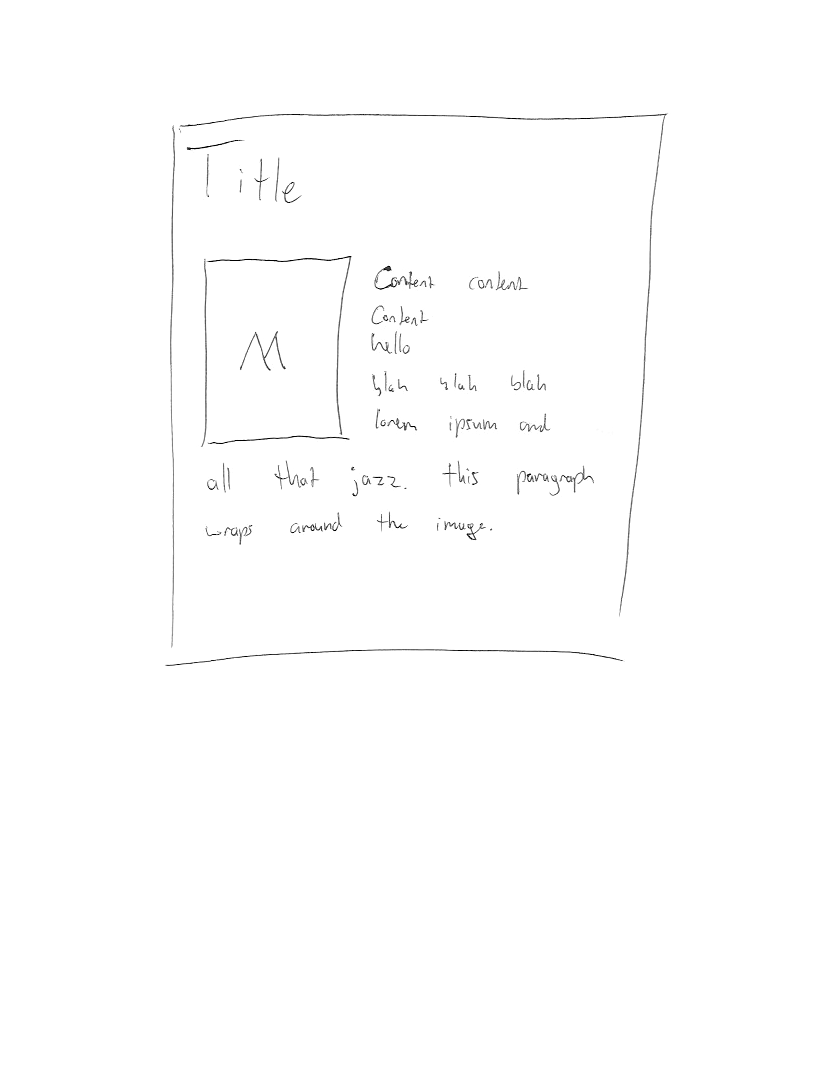 Title
M
Content content
Content
hello
blah blah blah
lorem ipsum and
all that jazz. this paragraph
wraps around the image.